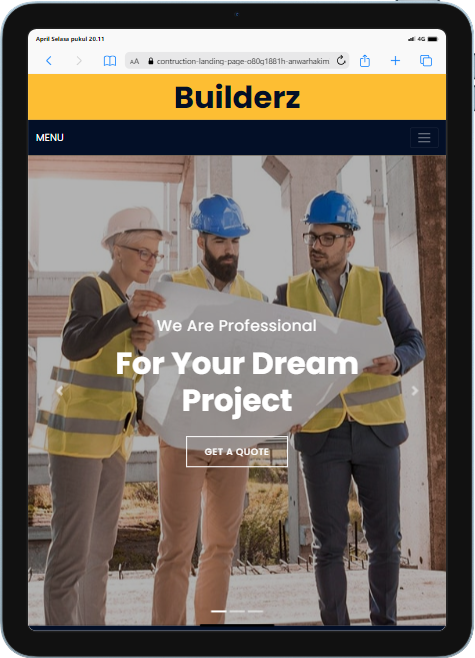 April Selasa pukul 20.11
4G
AA contruction-landing-page-o80g1881h-anwarhakim
Builderz
MENU
We Are Professional
For Your Dream
Project
GET A QUOTE